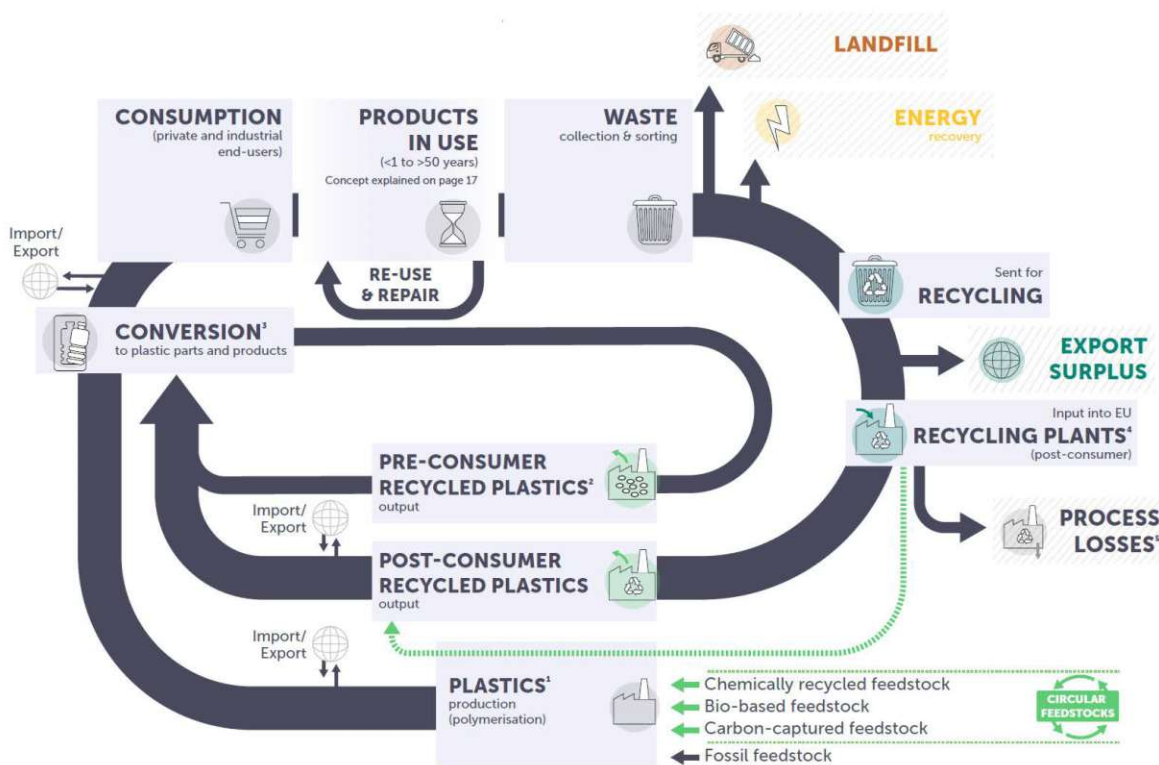 LANDFILL
ENERGY
recovery
CONSUMPTION
(private and industrial
end-users)
PRODUCTS
IN USE
(<1 to >50 years)
Concept explained on page 17
WASTE
collection & sorting
Import/
Export
RE-USE
& REPAIR
Sent for
RECYCLING
CONVERSION³
to plastic parts and products
EXPORT
SURPLUS
Input into EU
RECYCLING PLANTS⁴
(post-consumer)
PRE-CONSUMER
RECYCLED PLASTICS²
output
Import/
Export
PROCESS
LOSSES⁵
POST-CONSUMER
RECYCLED PLASTICS
output
Import/
Export
PLASTICS¹
production
(polymerisation)
Chemically recycled feedstock
Bio-based feedstock
Carbon-captured feedstock
CIRCULAR
FEEDSTOCKS
Fossil feedstock